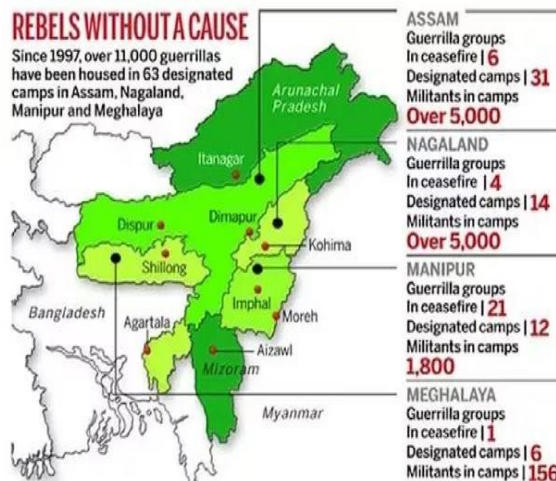 REBELS WITHOUT A CAUSE
Since 1997, over 11,000 guerrillas
have been housed in 63 designated
camps in Assam, Nagaland,
Manipur and Meghalaya
Arunachal
Pradesh
Itanagar
Dispur
Dimapur
Shillong
Kohima
Imphal
Bangladesh
Moreh
Agartala
Aizawl
Mizoram
Myanmar
ASSAM
Guerrilla groups
In ceasefire | 6
Designated camps | 31
Militants in camps
Over 5,000
NAGALAND
Guerrilla groups
In ceasefire | 4
Designated camps | 14
Militants in camps
Over 5,000
MANIPUR
Guerrilla groups
In ceasefire | 21
Designated camps | 12
Militants in camps
1,800
MEGHALAYA
Guerrilla groups
In ceasefire | 1
Designated camps | 6
Militants in camps | 156